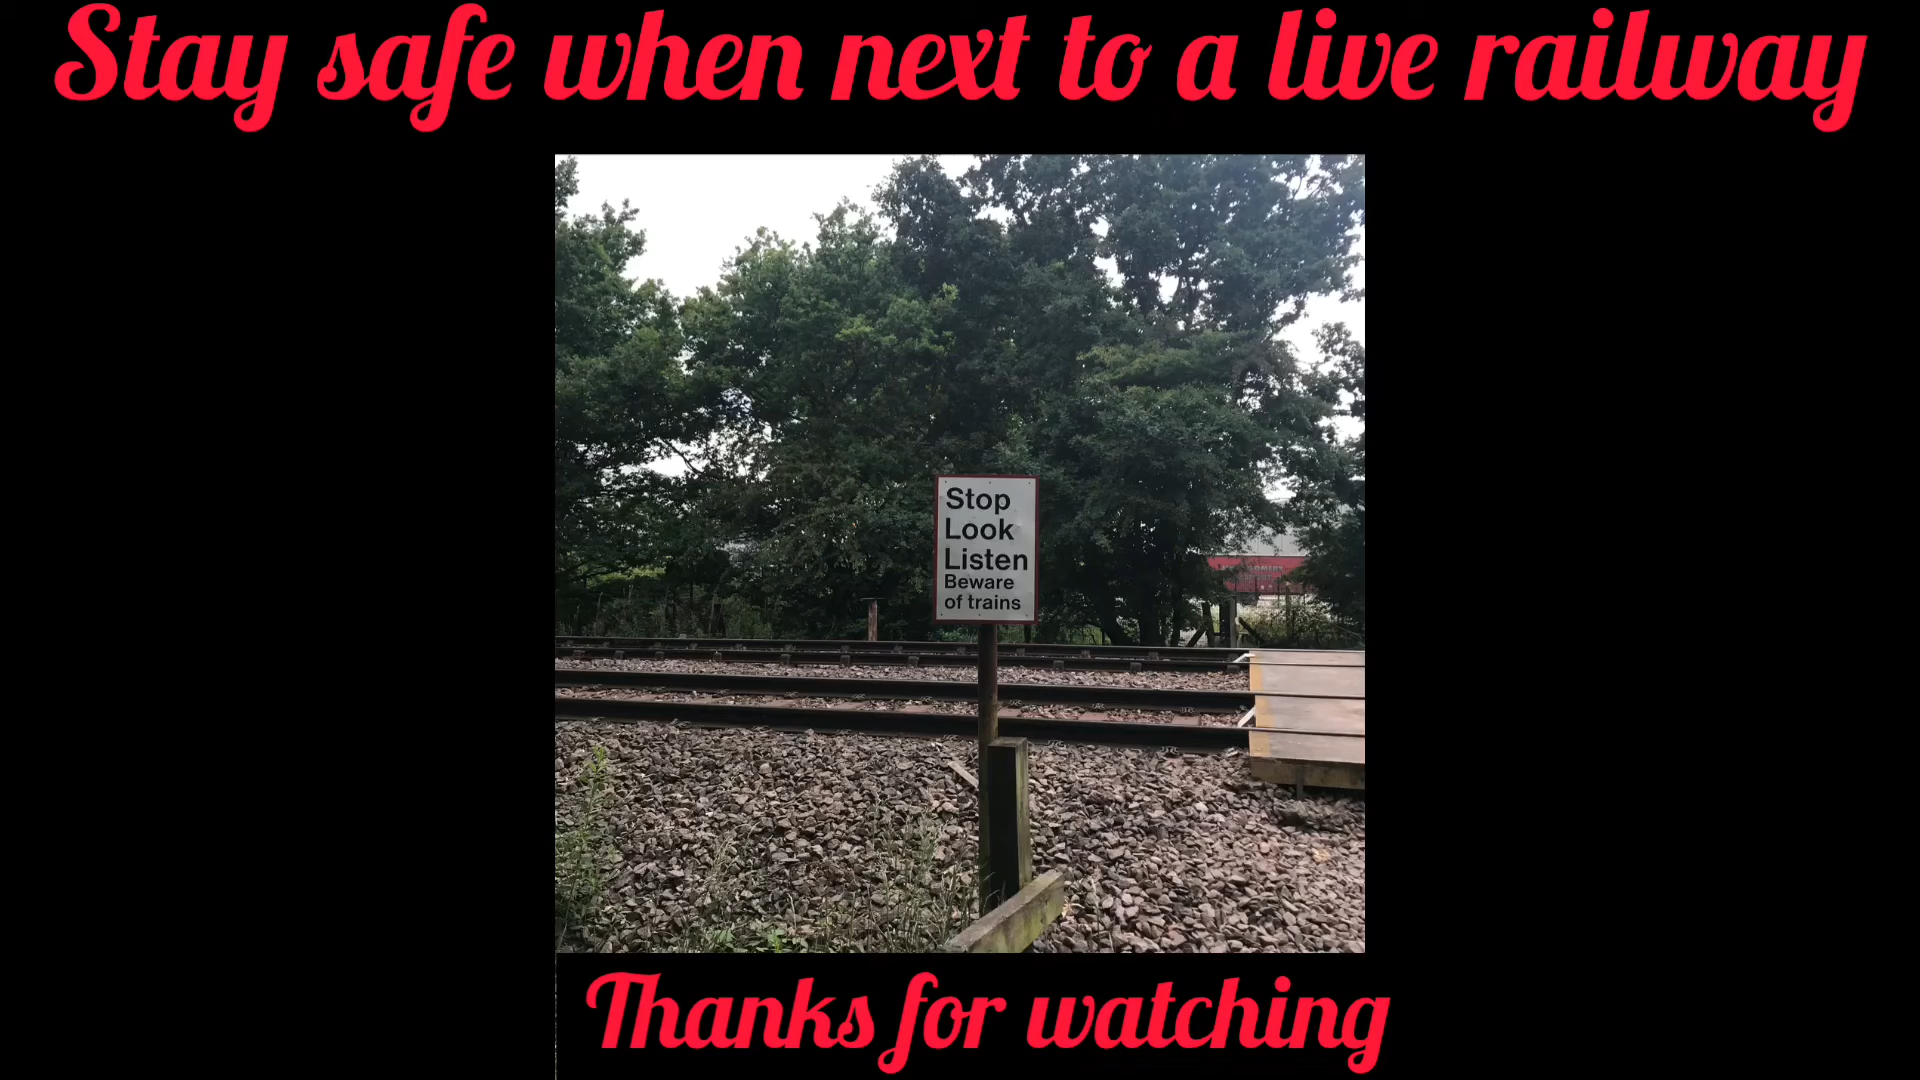 Stay safe when next to a live railway
Stop
Look
Listen
Beware
of trains
Thanks for watching